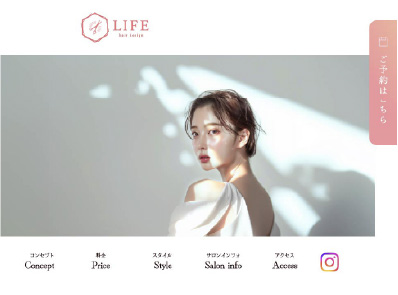 LIFE
hair salon
ご予約はこちら
コンセプト
Concept
料金
Price
スタイル
Style
サロンインフォ
Salon info
アクセス
Access